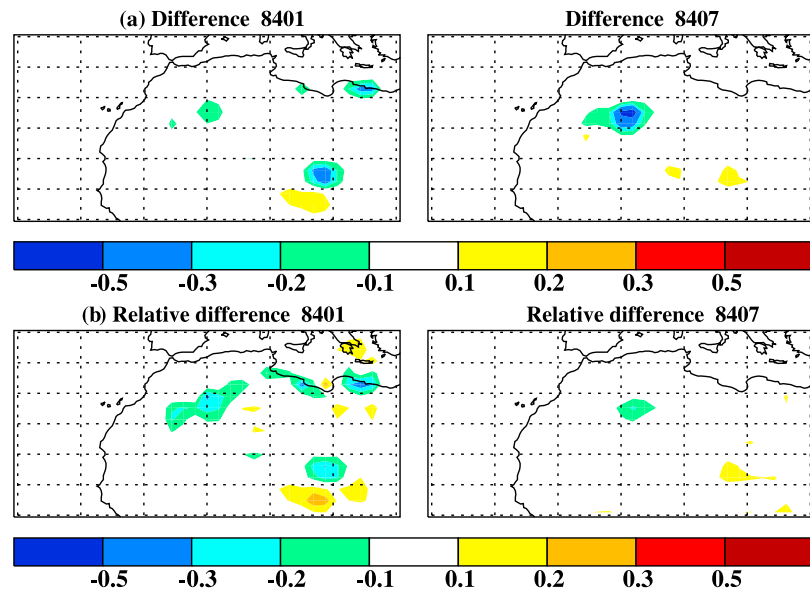 (a) Difference 8401
Difference 8407
-0.5 -0.3 -0.2 -0.1 0.1 0.2 0.3 0.5
(b) Relative difference 8401
Relative difference 8407
-0.5 -0.3 -0.2 -0.1 0.1 0.2 0.3 0.5